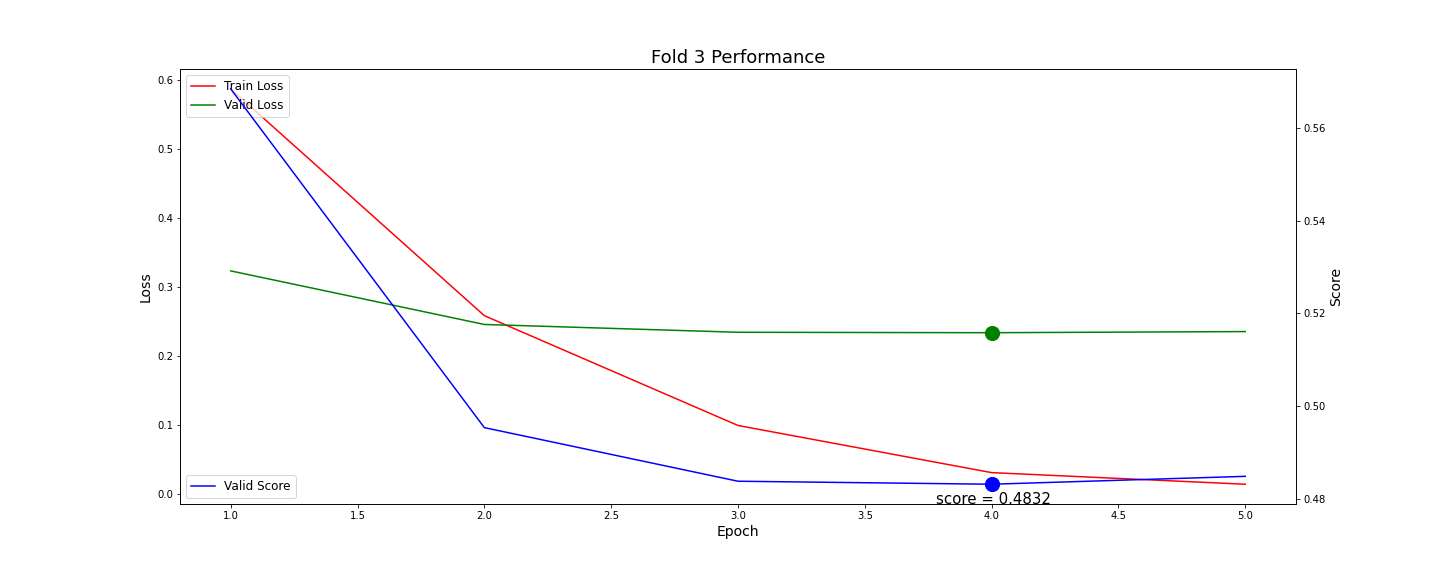 Fold 3 Performance
Train Loss
Valid Loss
Valid Score
0.6
0.5
0.4
0.3
0.2
0.1
0.0
Loss
0.56
0.54
0.52
0.50
0.48
Score
score = 0.4832
1.0 1.5 2.0 2.5 3.0 3.5 4.0 4.5 5.0
Epoch